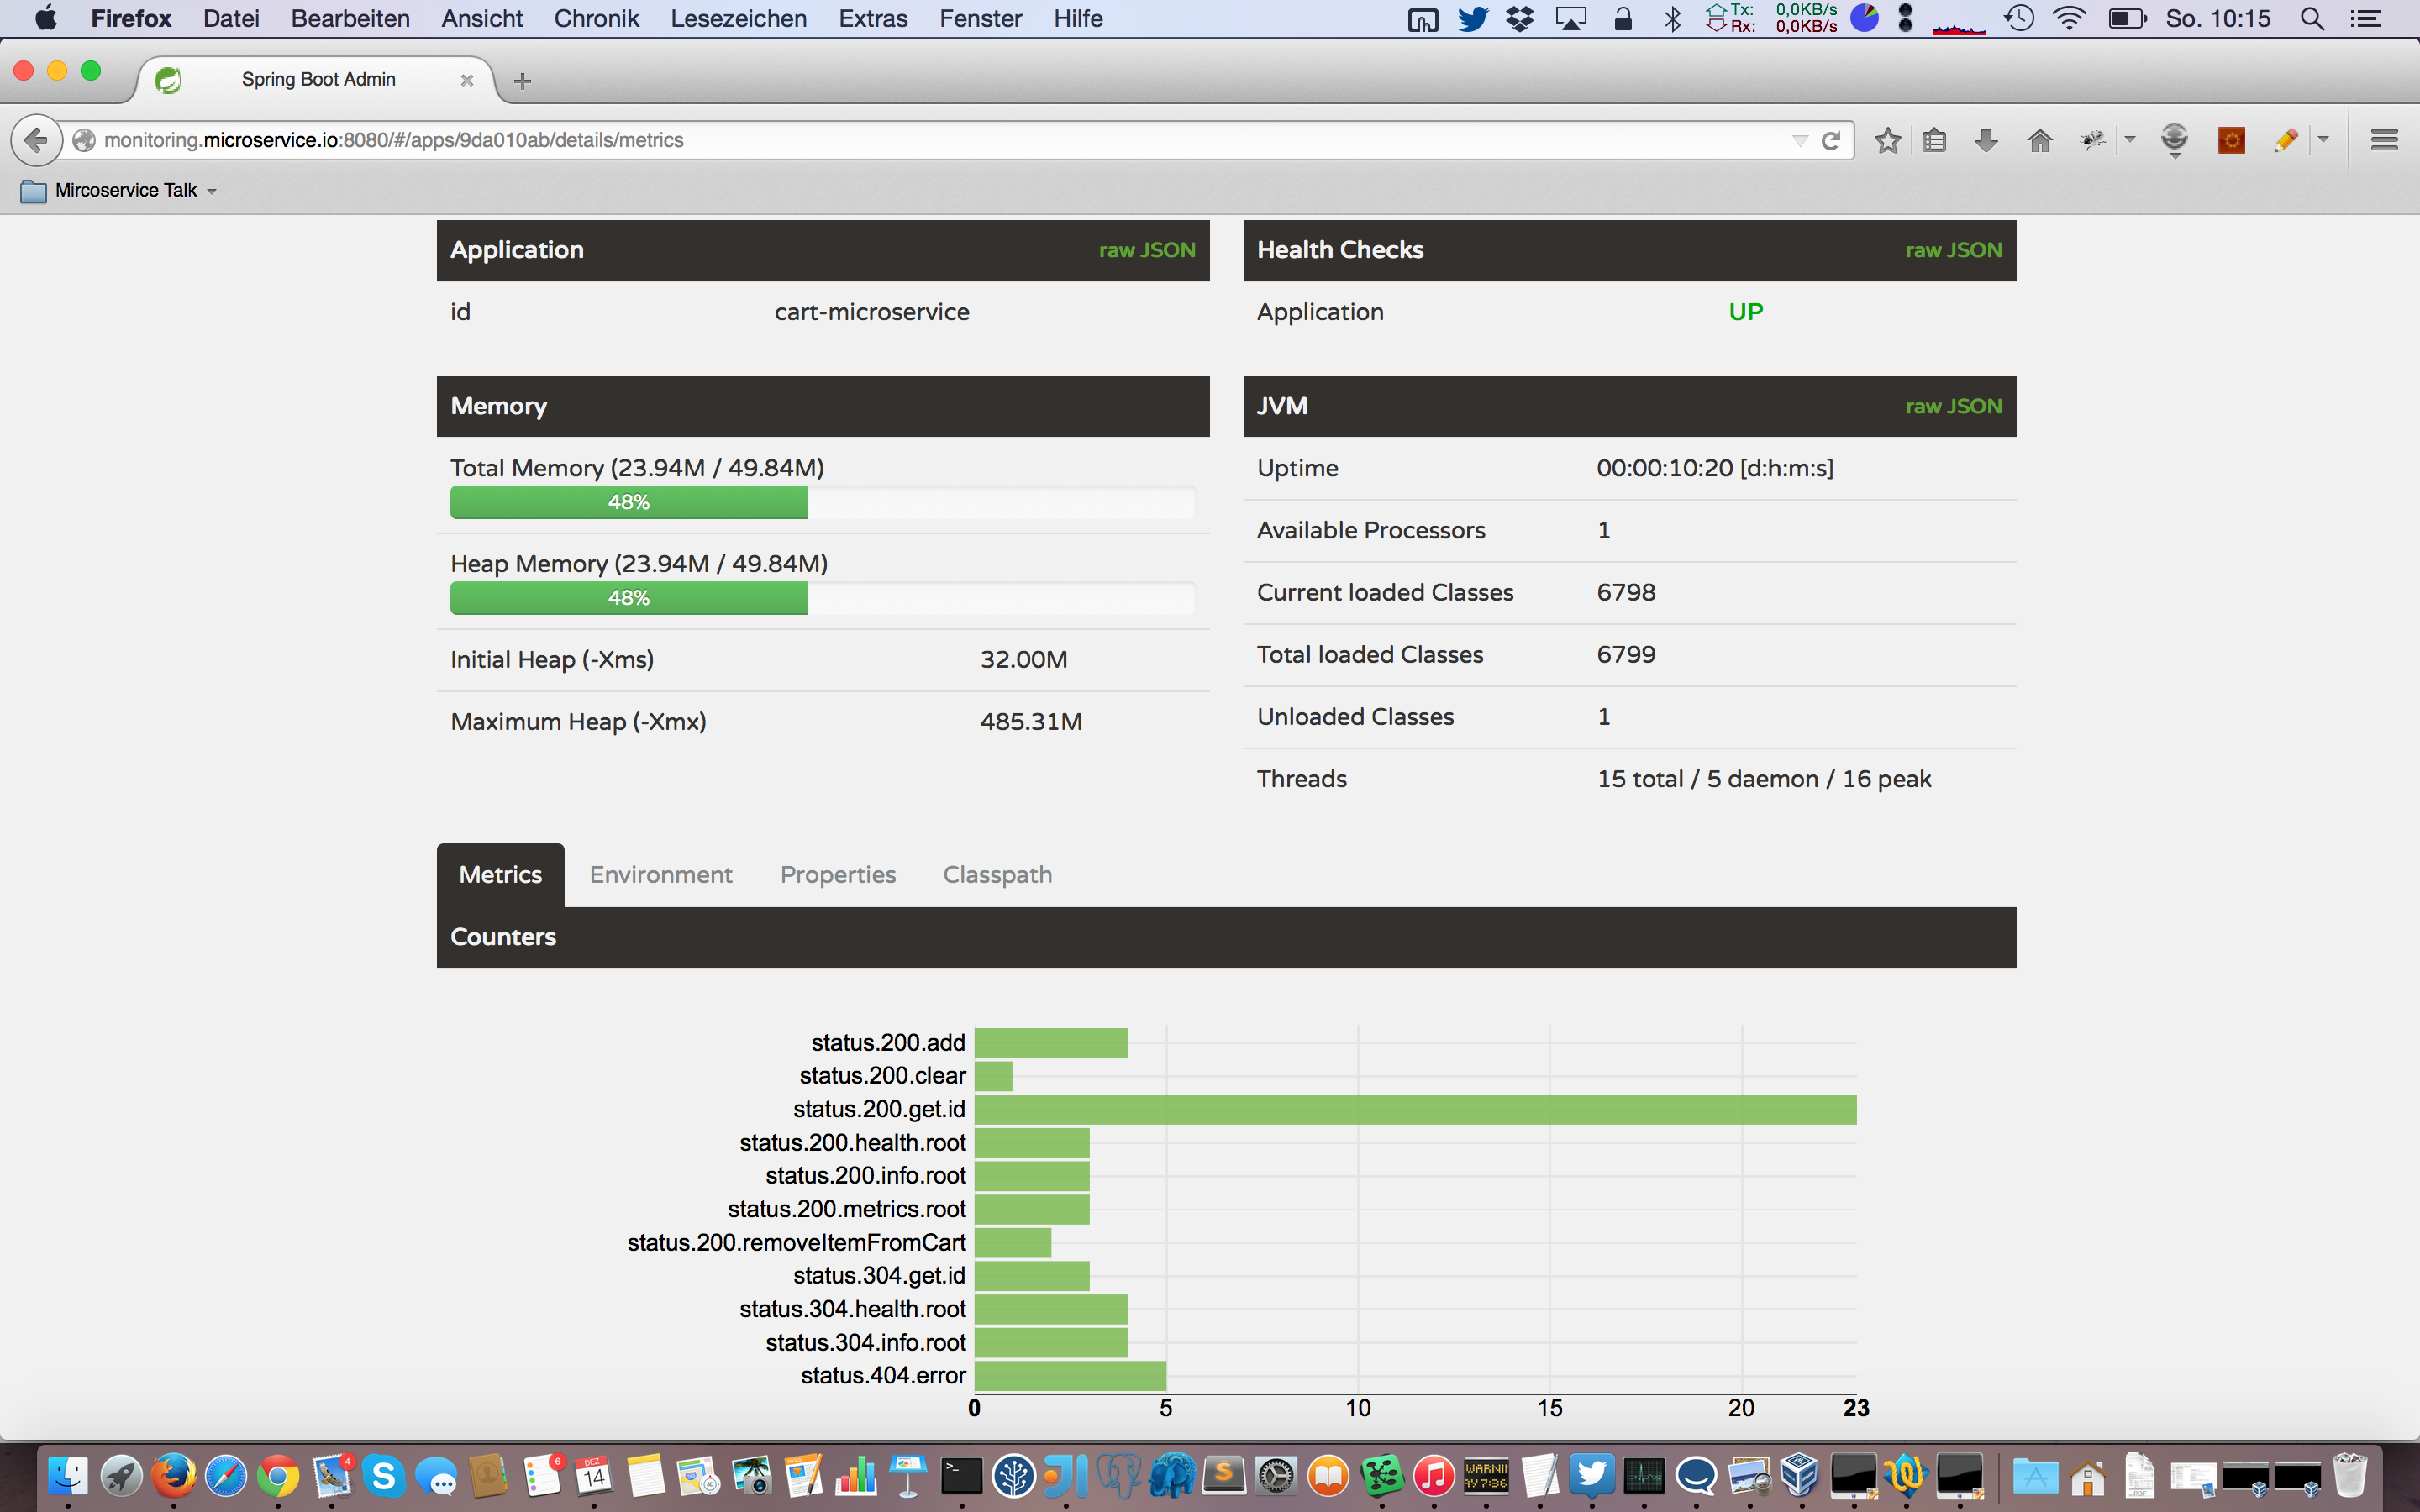 Firefox Datei Bearbeiten Ansicht Chronik Lesezeichen Extras Fenster Hilfe
Tx: 0,0KB/s
Rx: 0,0KB/s
So. 10:15
Spring Boot Admin
monitoring.microservice.io:8080/#/apps/9da010ab/details/metrics
Mircoservice Talk
Application raw JSON
id cart-microservice
Health Checks raw JSON
Application UP
Memory
Total Memory (23.94M / 49.84M)
48%
Heap Memory (23.94M / 49.84M)
48%
Initial Heap (-Xms) 32.00M
Maximum Heap (-Xmx) 485.31M
JVM raw JSON
Uptime 00:00:10:20 [d:h:m:s]
Available Processors 1
Current loaded Classes 6798
Total loaded Classes 6799
Unloaded Classes 1
Threads 15 total / 5 daemon / 16 peak
Metrics Environment Properties Classpath
Counters
status.200.add
status.200.clear
status.200.get.id
status.200.health.root
status.200.info.root
status.200.metrics.root
status.200.removeItemFromCart
status.304.get.id
status.304.health.root
status.304.info.root
status.404.error
0 5 10 15 20 23
4
6
DEZ
14